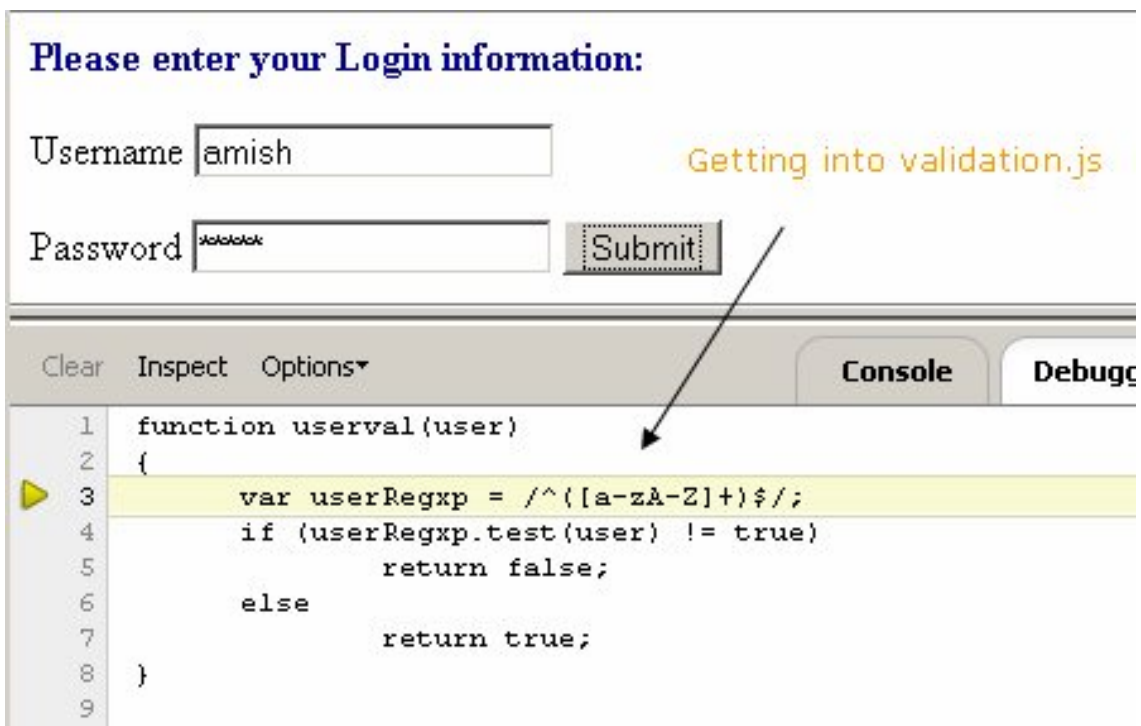 Please enter your Login information:
Username amish
Getting into validation.js
Password ******
Submit
Clear Inspect Options▾ Console Debugg
1 function userval(user)
2 {
3 var userRegxp = /^([a-zA-Z]+)$/;
4 if (userRegxp.test(user) != true)
5 return false;
6 else
7 return true;
8 }
9